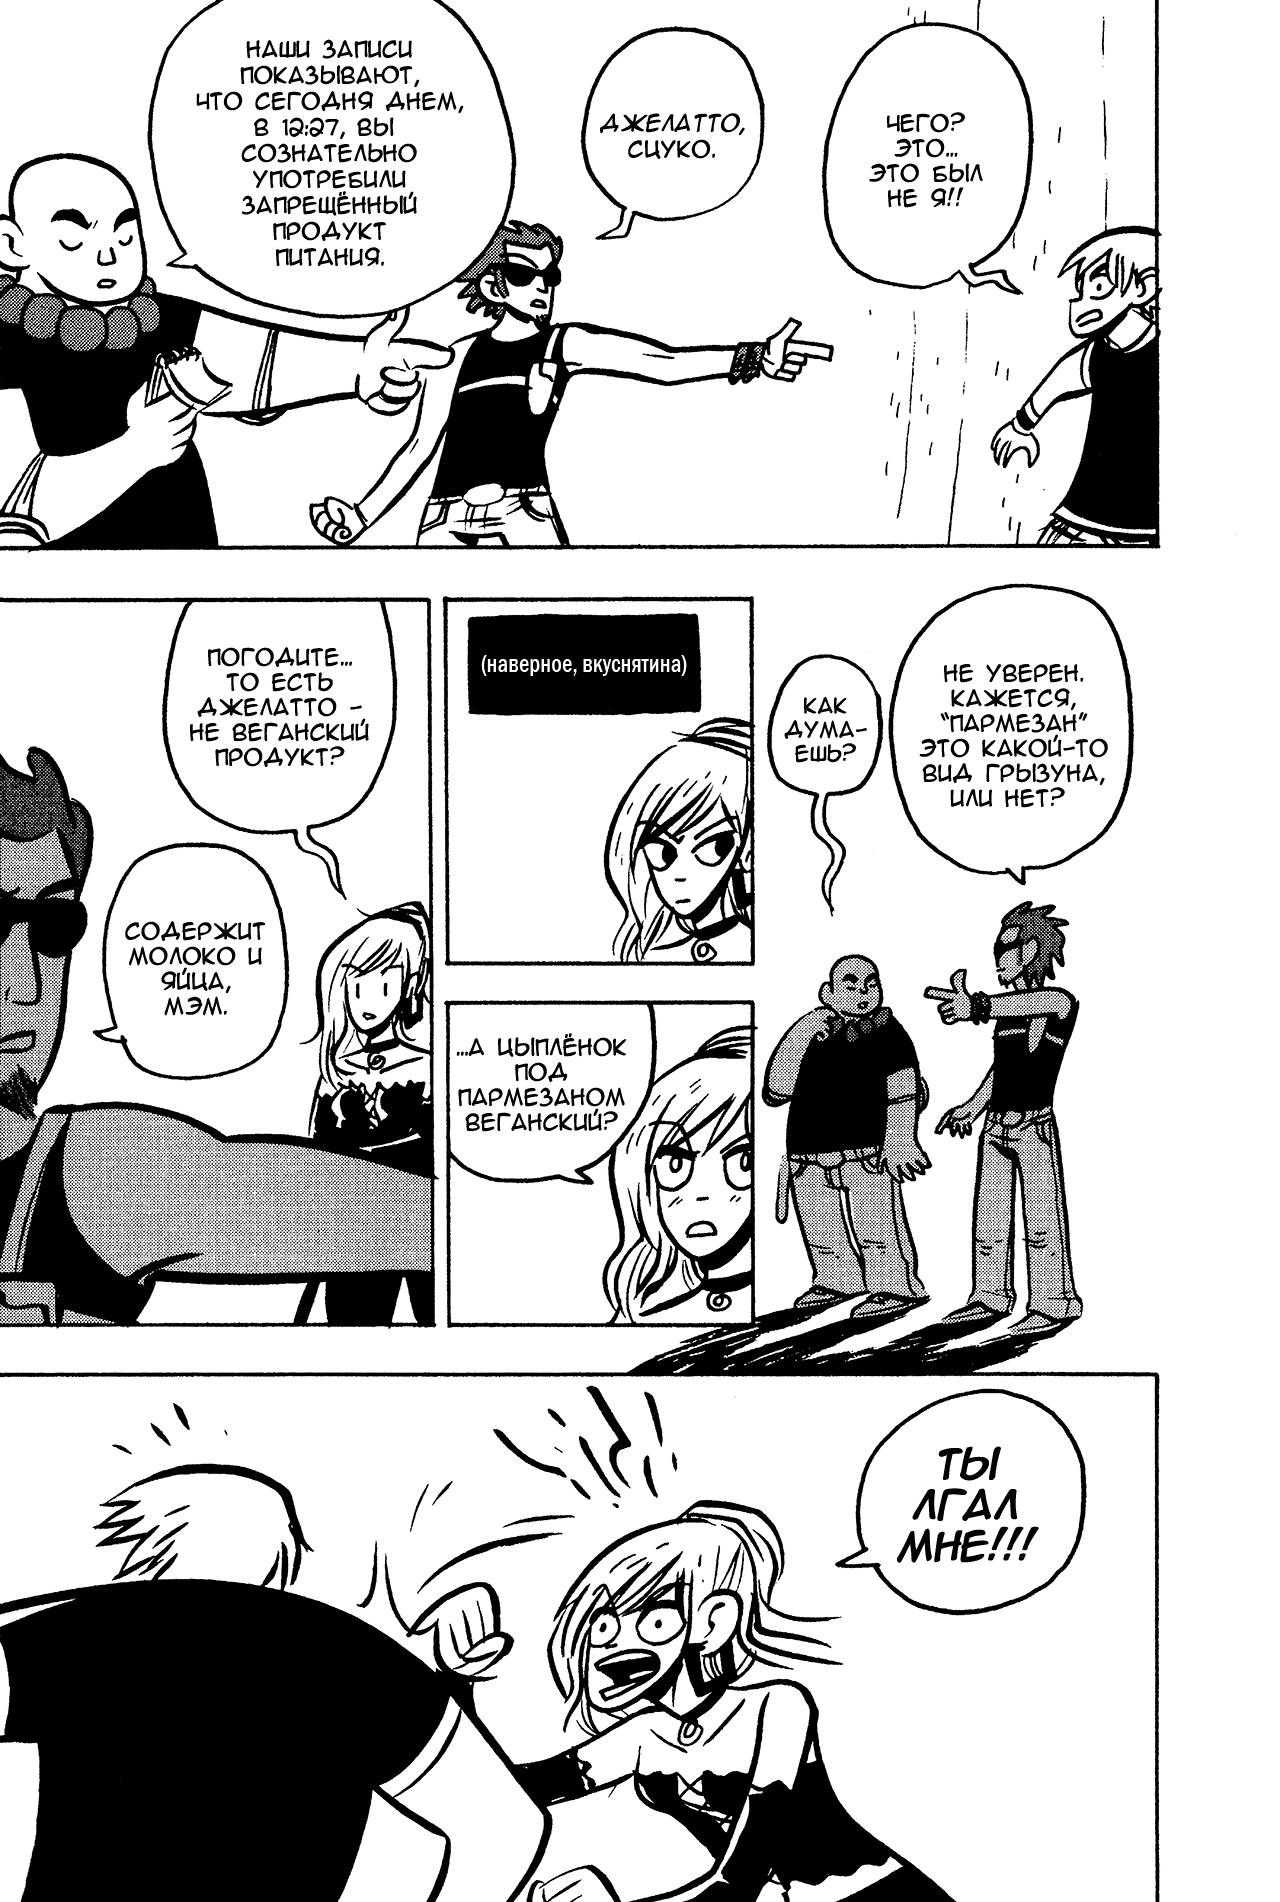 НАШИ ЗАПИСИ
ПОКАЗЫВАЮТ,
ЧТО СЕГОДНЯ ДНЕМ,
В 12:27, ВЫ
СОЗНАТЕЛЬНО
УПОТРЕБИЛИ
ЗАПРЕЩЁННЫЙ
ПРОДУКТ
ПИТАНИЯ.
ДЖЕЛАТТО,
СЦУКО.
ЧЕГО?
ЭТО...
ЭТО БЫЛ
НЕ Я!!
ПОГОДИТЕ...
ТО ЕСТЬ
ДЖЕЛАТТО -
НЕ ВЕГАНСКИЙ
ПРОДУКТ?
СОДЕРЖИТ
МОЛОКО И
ЯЙЦА,
МЭМ.
(наверное, вкуснятина)
...А ЦЫПЛЁНОК
ПОД
ПАРМЕЗАНОМ
ВЕГАНСКИЙ?
КАК
ДУМА-
ЕШЬ?
НЕ УВЕРЕН.
КАЖЕТСЯ,
"ПАРМЕЗАН"
ЭТО КАКОЙ-ТО
ВИД ГРЫЗУНА,
ИЛИ НЕТ?
ТЫ
ЛГАЛ
МНЕ!!!